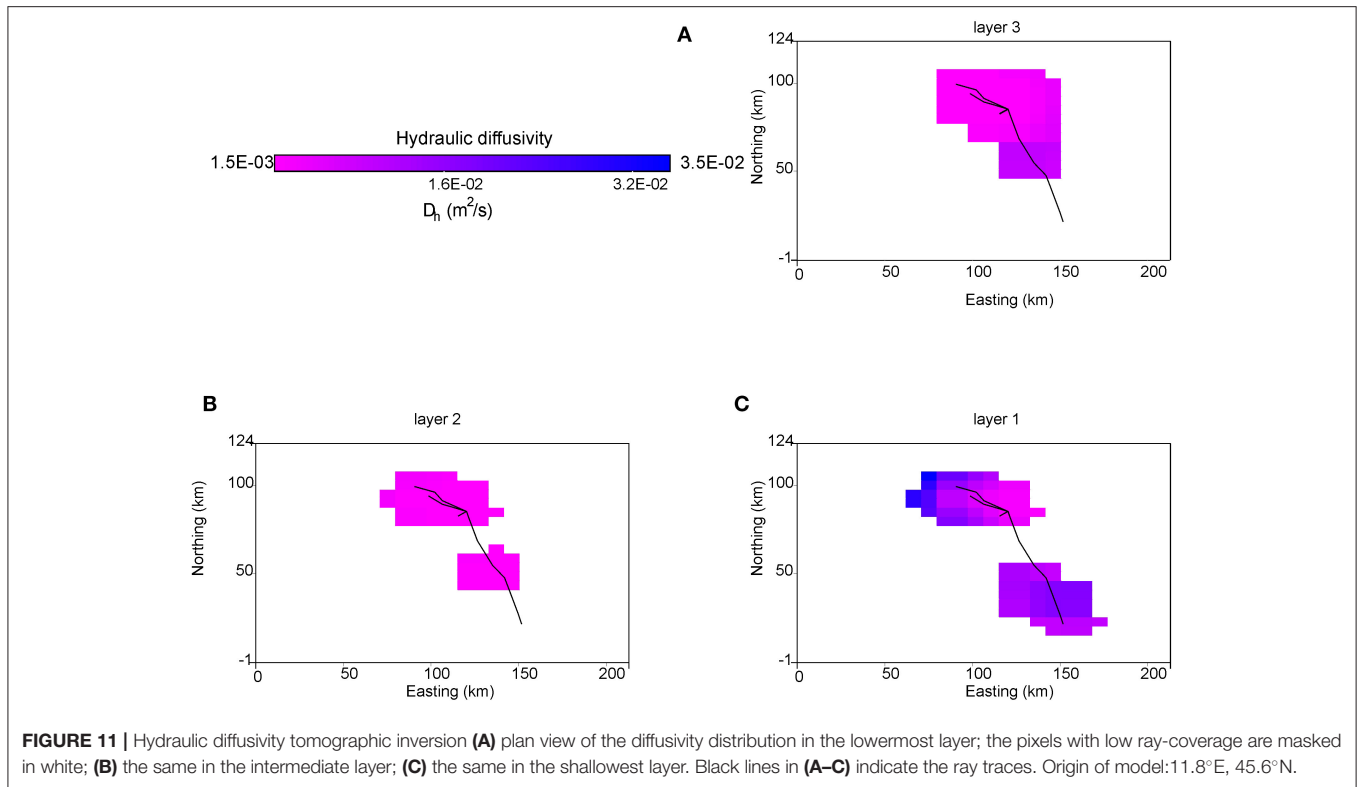 A
layer 3
124
100
50
-1
Northing (km)
0 50 100 150 200
Easting (km)
Hydraulic diffusivity
1.5E-03 3.5E-02
1.6E-02 3.2E-02
Dh (m2/s)
B
layer 2
124
100
50
-1
Northing (km)
0 50 100 150 200
Easting (km)
C
layer 1
124
100
50
-1
Northing (km)
0 50 100 150 200
Easting (km)
FIGURE 11 | Hydraulic diffusivity tomographic inversion (A) plan view of the diffusivity distribution in the lowermost layer; the pixels with low ray-coverage are masked
in white; (B) the same in the intermediate layer; (C) the same in the shallowest layer. Black lines in (A–C) indicate the ray traces. Origin of model:11.8°E, 45.6°N.